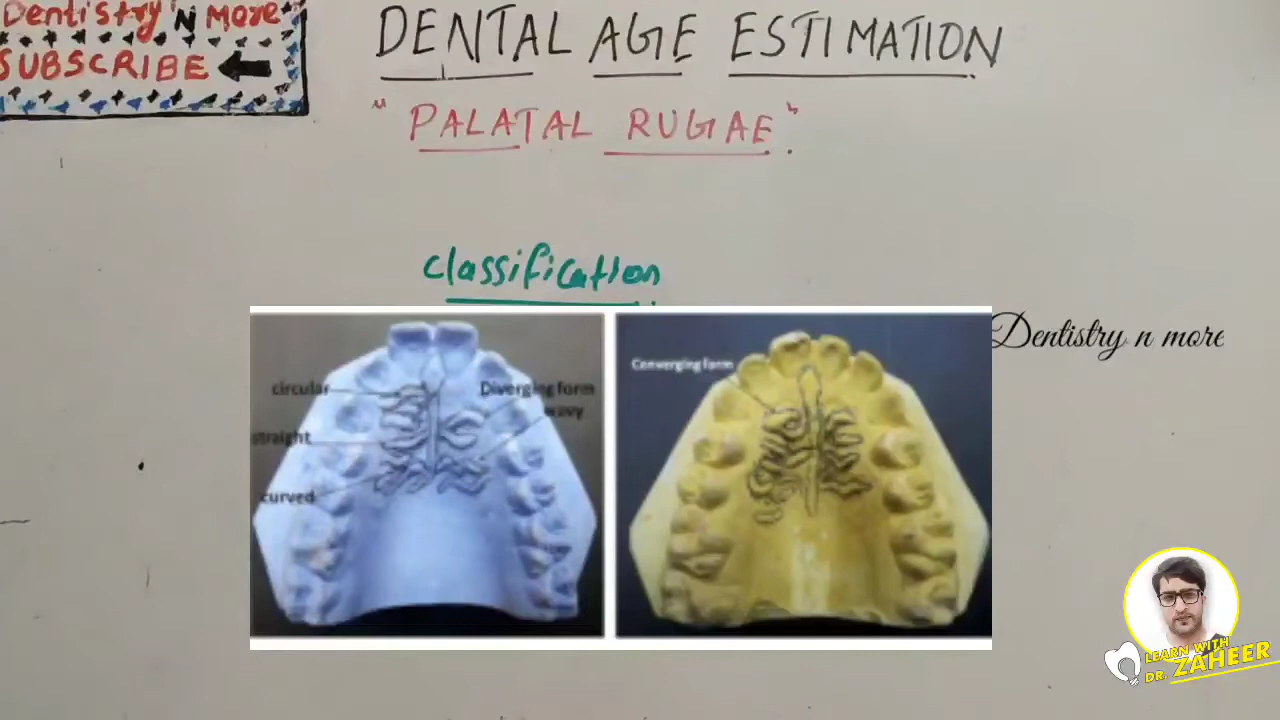 Dentistry 'N More
SUBSCRIBE
DENTAL AGE ESTIMATION
"PALATAL RUGAE"
classification
circular
straight
curved
Diverging form
wavy
Converging form
Dentistry n more
LEARN WITH
DR. ZAHEER